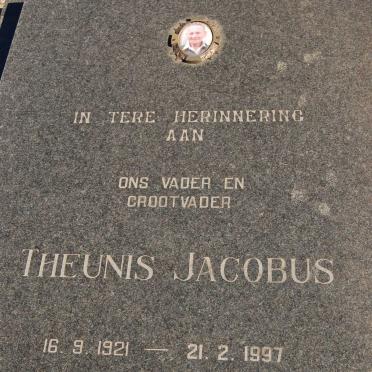 IN TERE HERINNERING
AAN
ONS VADER EN
GROOTVADER
THEUNIS JACOBUS
16. 9. 1921 — 21. 2. 1997